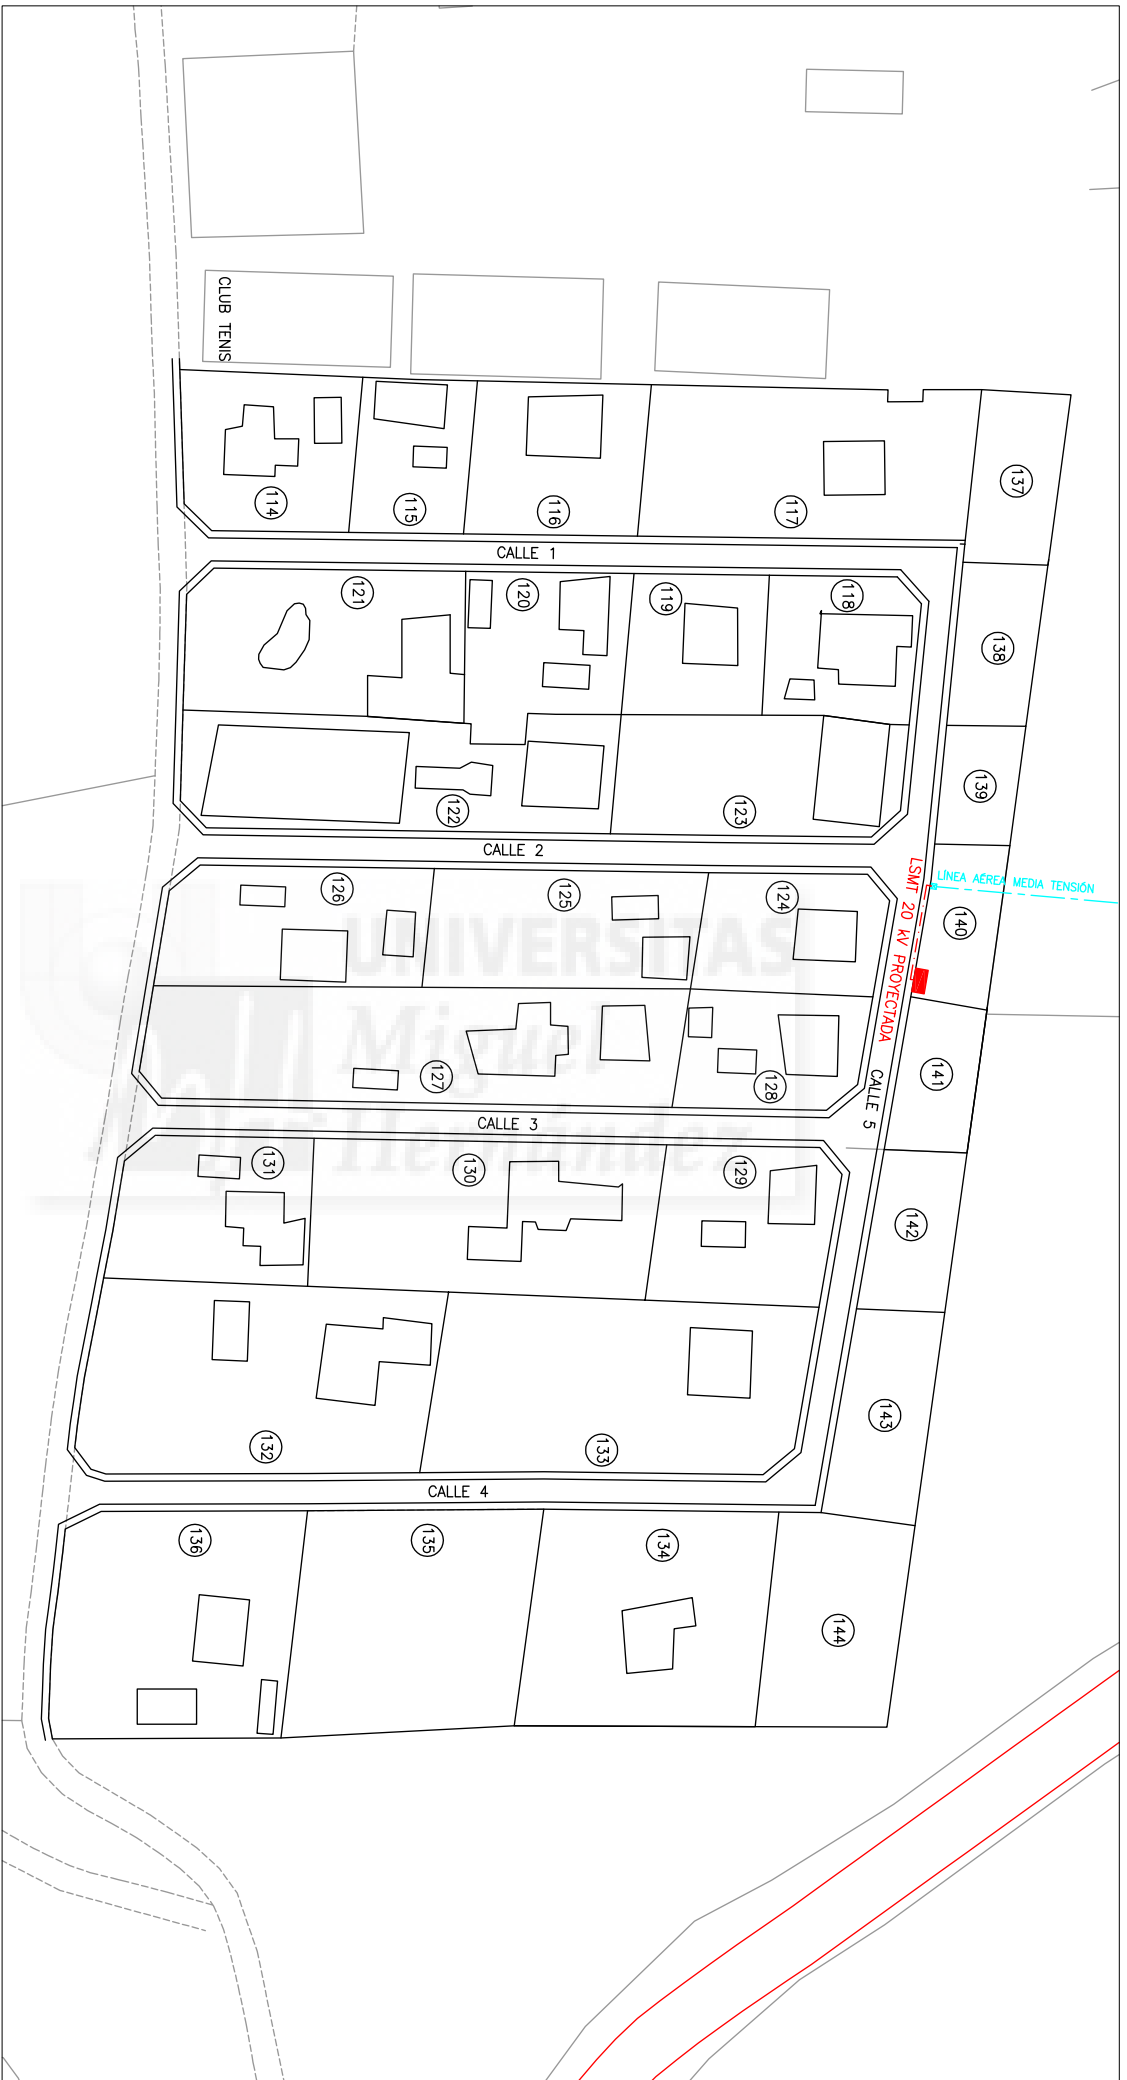 CLUB TENIS
137
114
115
116
117
CALLE 1
121
120
119
118
138
139
122
123
CALLE 2
LÍNEA AÉREA MEDIA TENSIÓN
LSMT 20 kV PROYECTADA
126
125
124
140
UNIVERSITAS
Miguel
Hernández
127
128
141
CALLE 5
CALLE 3
131
130
129
142
132
133
143
CALLE 4
136
135
134
144